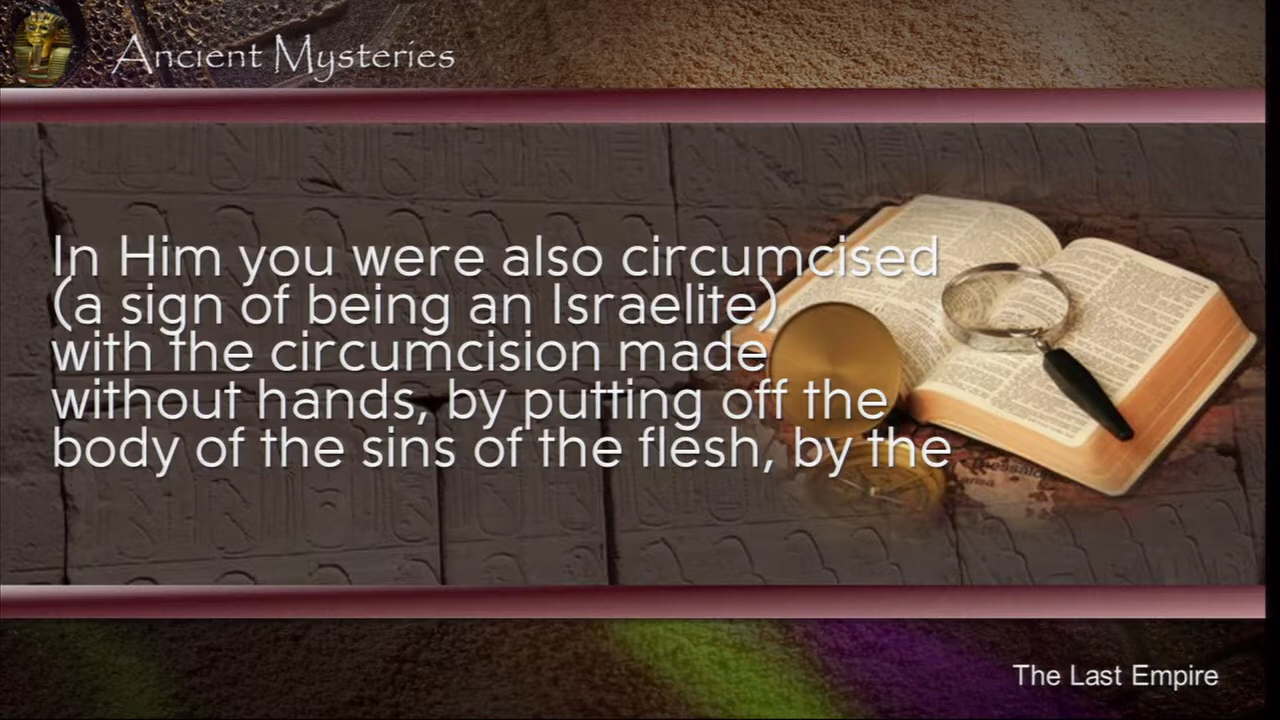 Ancient Mysteries
In Him you were also circumcised
(a sign of being an Israelite)
with the circumcision made
without hands, by putting off the
body of the sins of the flesh, by the
The Last Empire